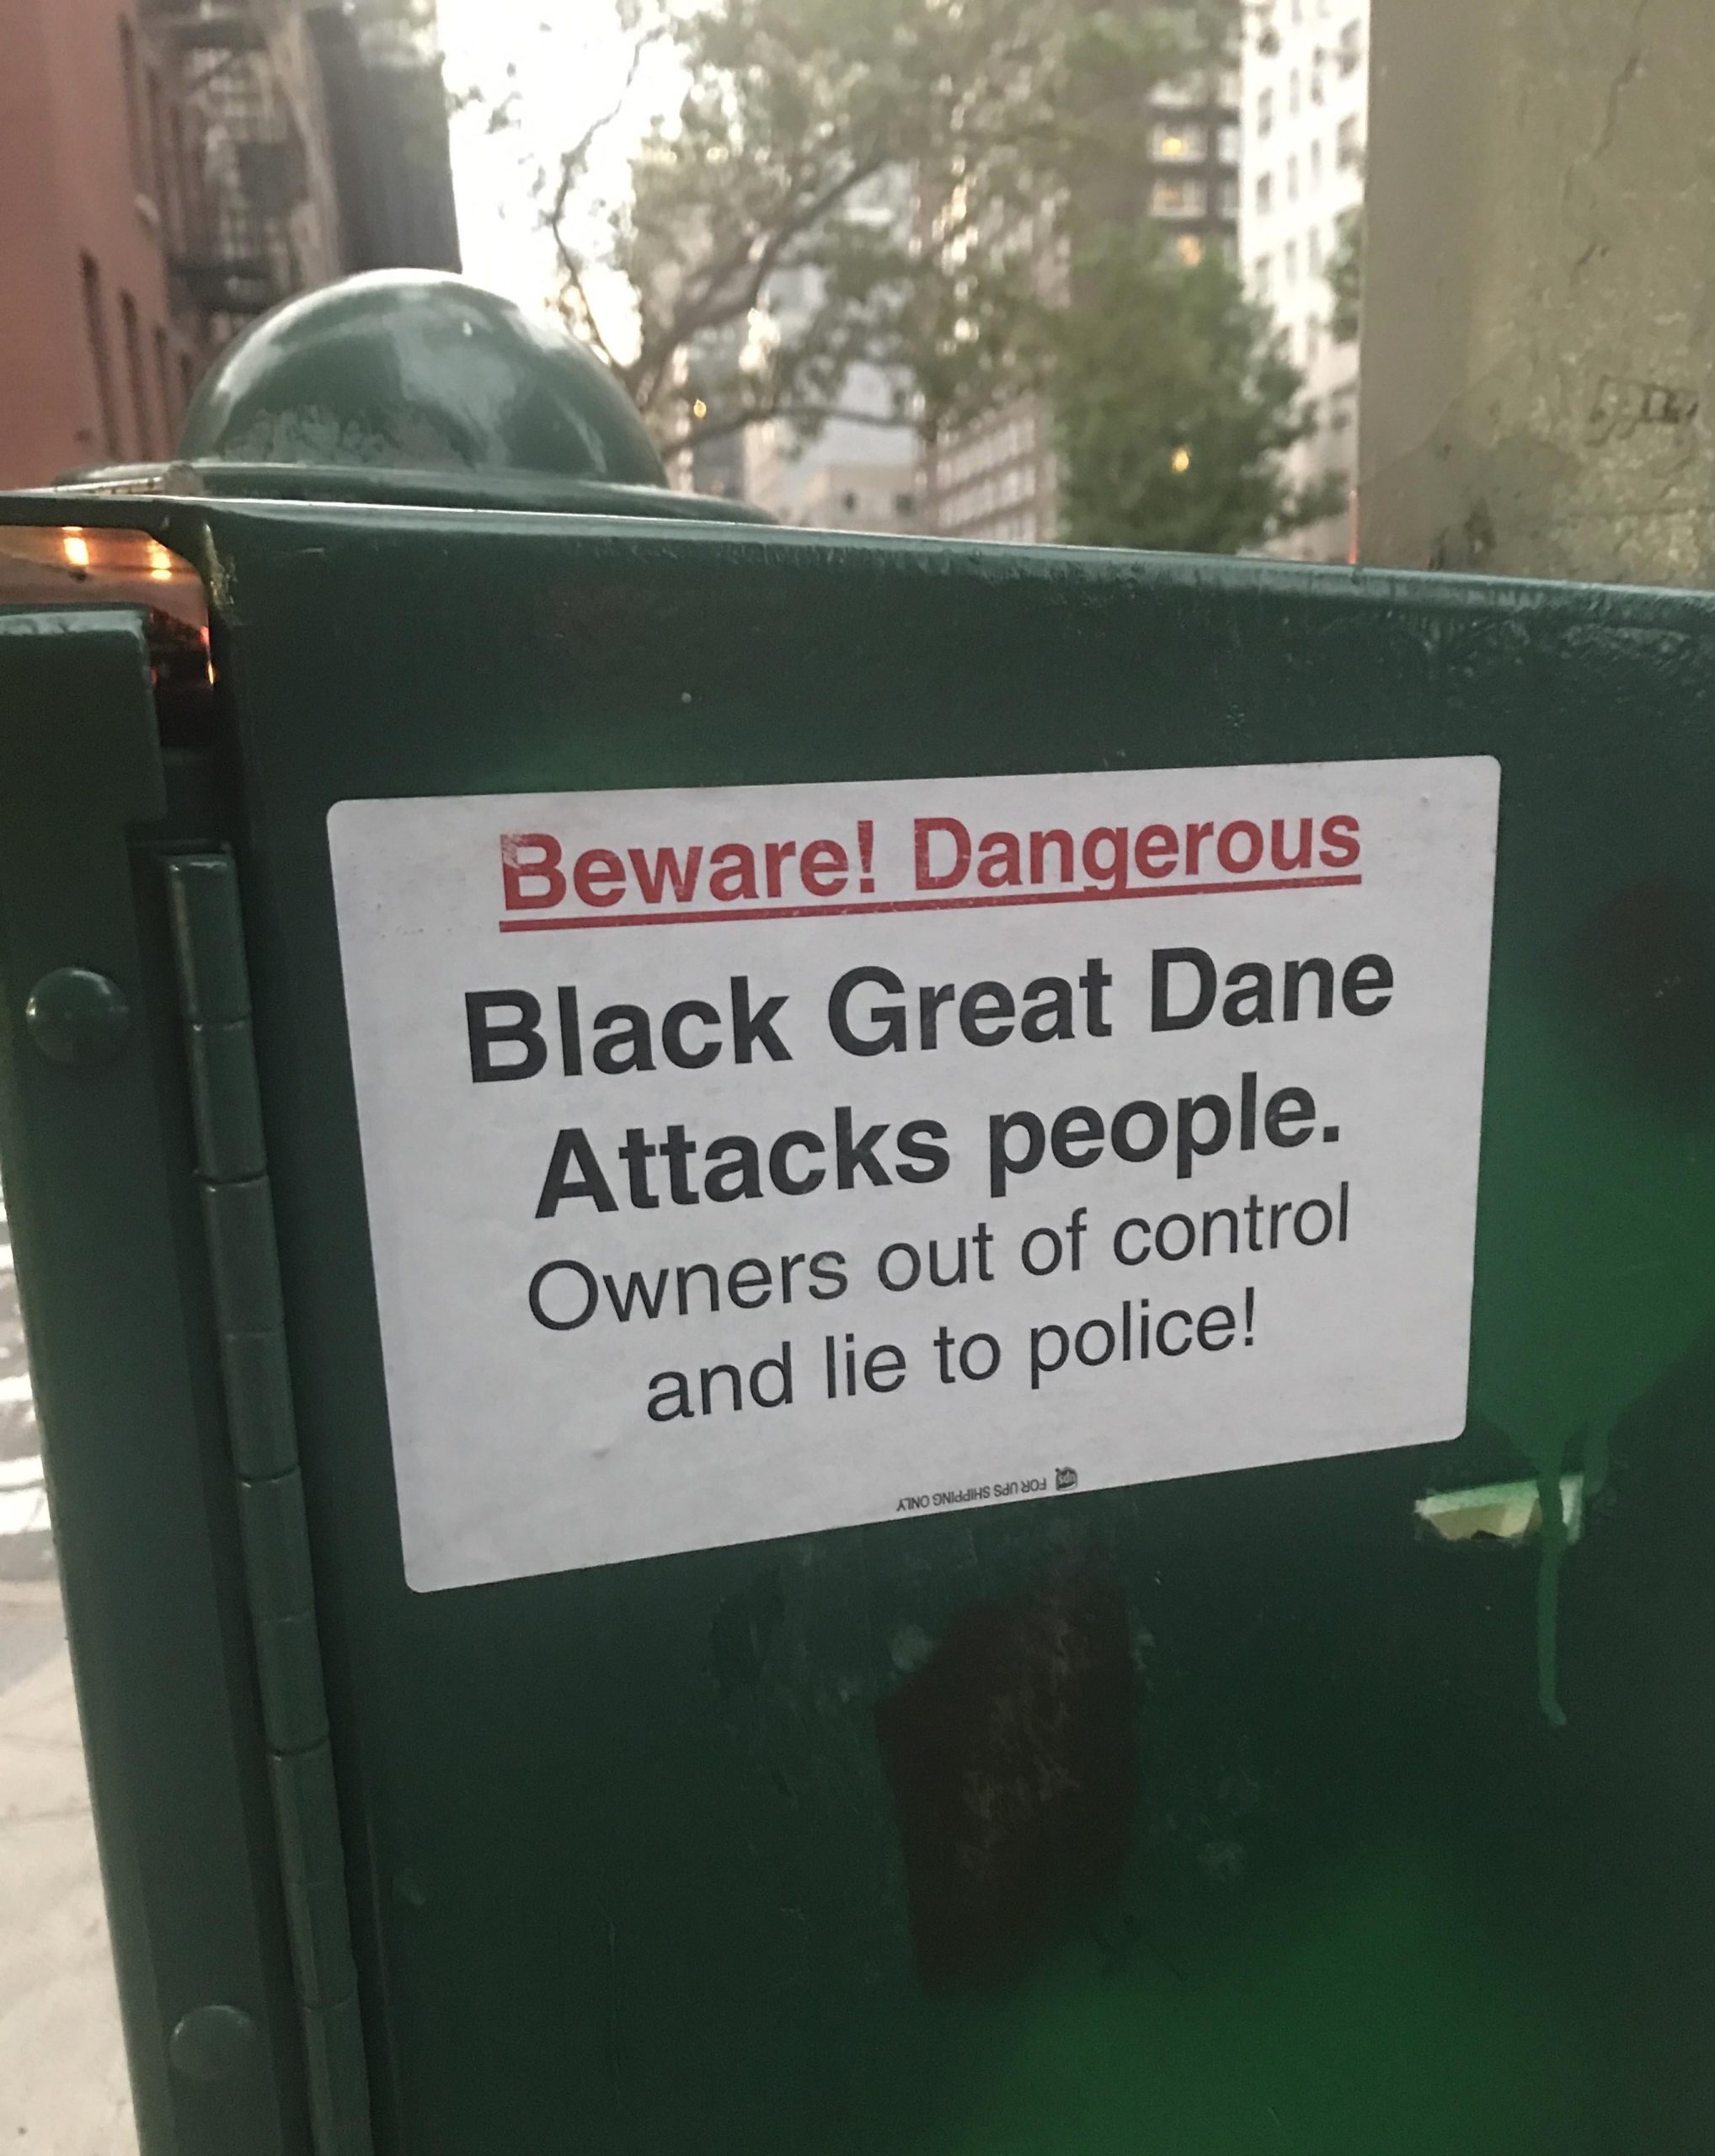 Beware! Dangerous
Black Great Dane
Attacks people.
Owners out of control
and lie to police!
ups FOR UPS SHIPPING ONLY